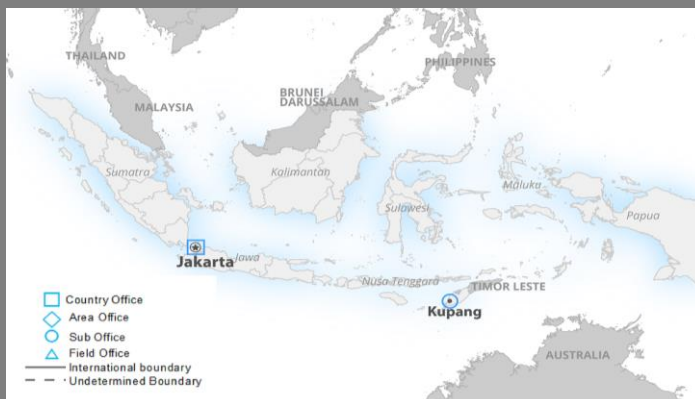 THAILAND
PHILIPPINES
BRUNEI
DARUSSALAM
MALAYSIA
Sumatra
Kalimantan
Maluka
Sulawesi
Papua
Jakarta
Jawa
Nusa Tenggara
TIMOR LESTE
Kupang
Country Office
Area Office
Sub Office
Field Office
International boundary
Undetermined Boundary
AUSTRALIA